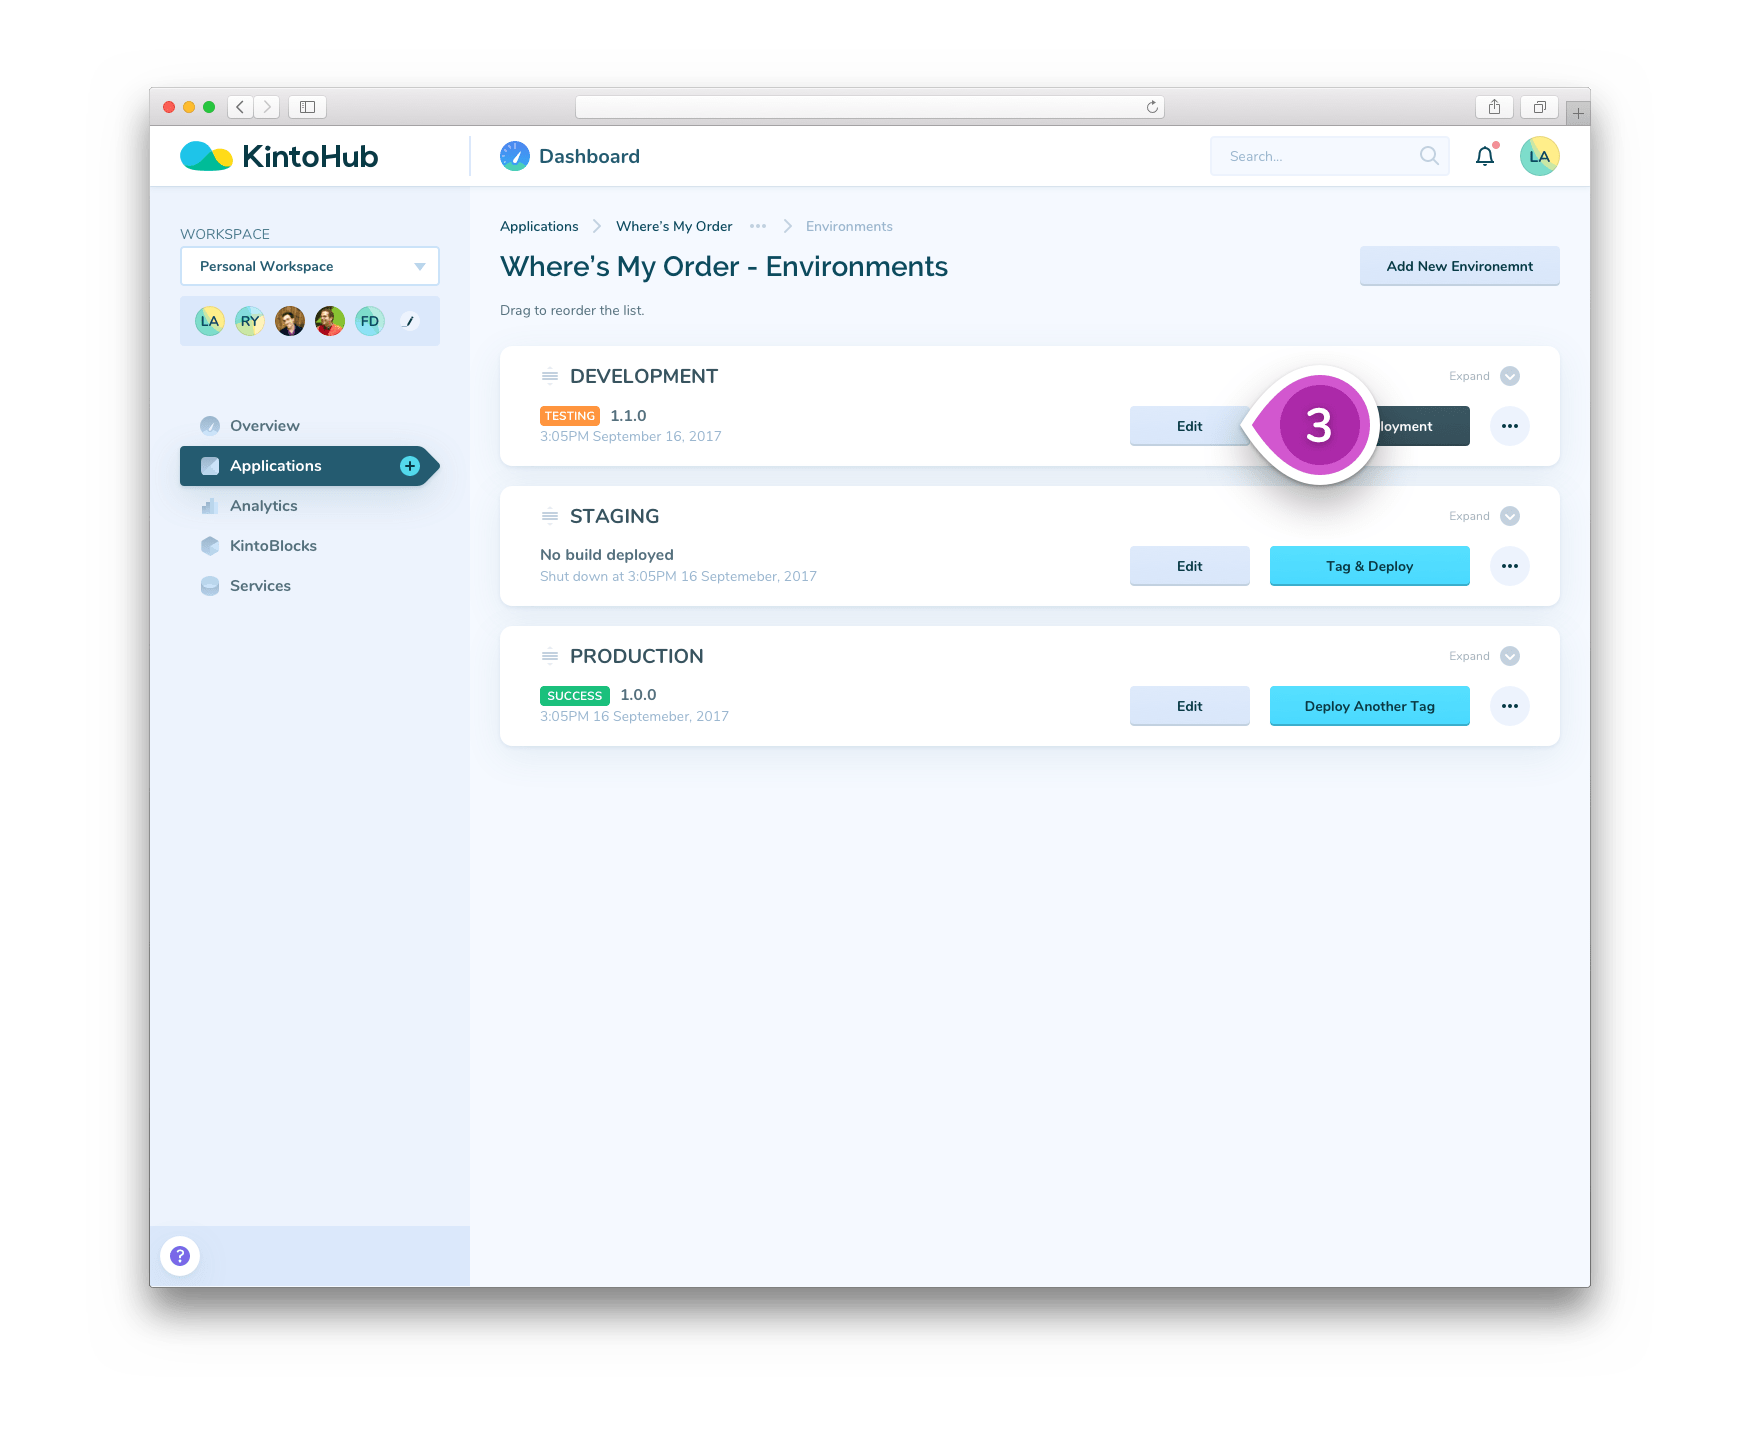 KintoHub
Dashboard
Search...
LA
WORKSPACE
Personal Workspace
LA RY FD
Overview
Applications
Analytics
KintoBlocks
Services
?
Applications Where's My Order Environments
Where's My Order - Environments
Add New Environemnt
Drag to reorder the list.
DEVELOPMENT
Expand
TESTING 1.1.0
3:05PM September 16, 2017
Edit
3
STAGING
Expand
No build deployed
Shut down at 3:05PM 16 Septemeber, 2017
Edit
Tag & Deploy
PRODUCTION
Expand
SUCCESS 1.0.0
3:05PM 16 Septemeber, 2017
Edit
Deploy Another Tag